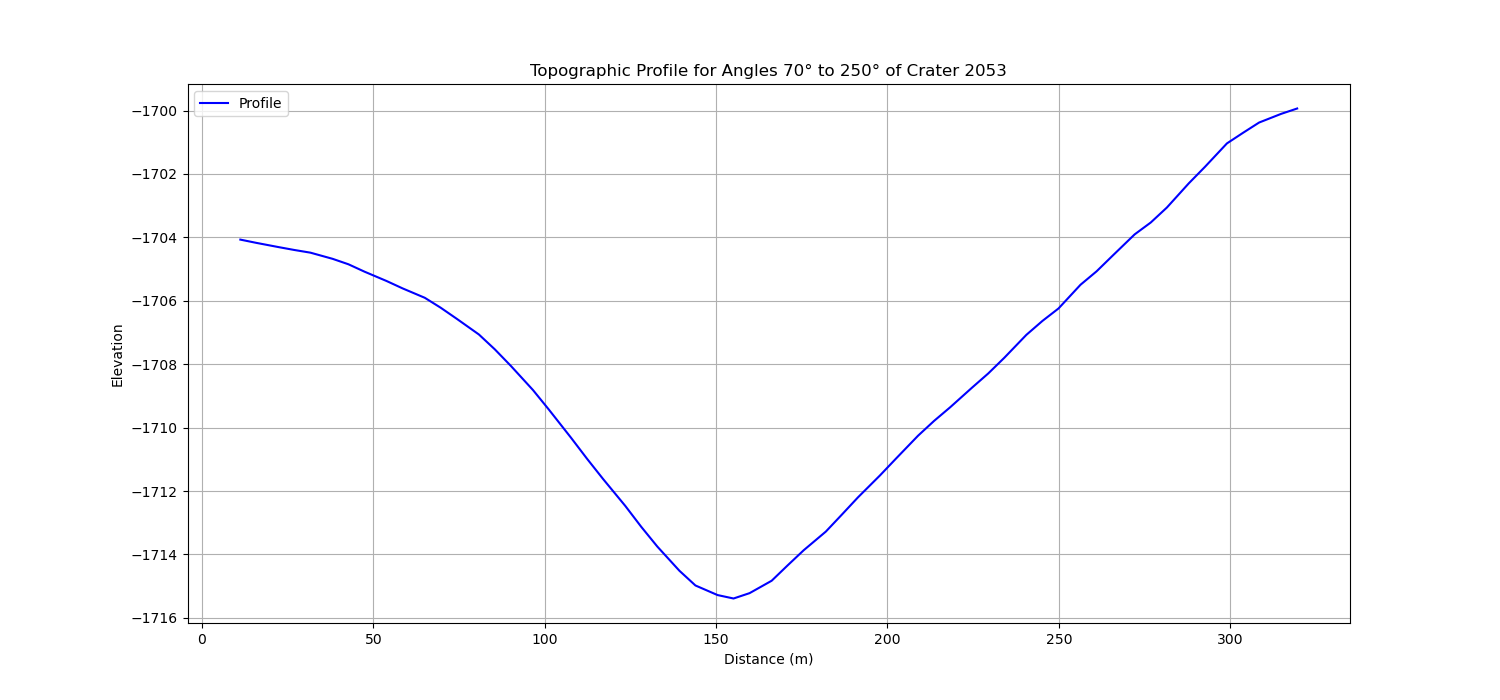 Topographic Profile for Angles 70° to 250° of Crater 2053
Profile
−1700
−1702
−1704
−1706
−1708
−1710
−1712
−1714
−1716
Elevation
0 50 100 150 200 250 300
Distance (m)